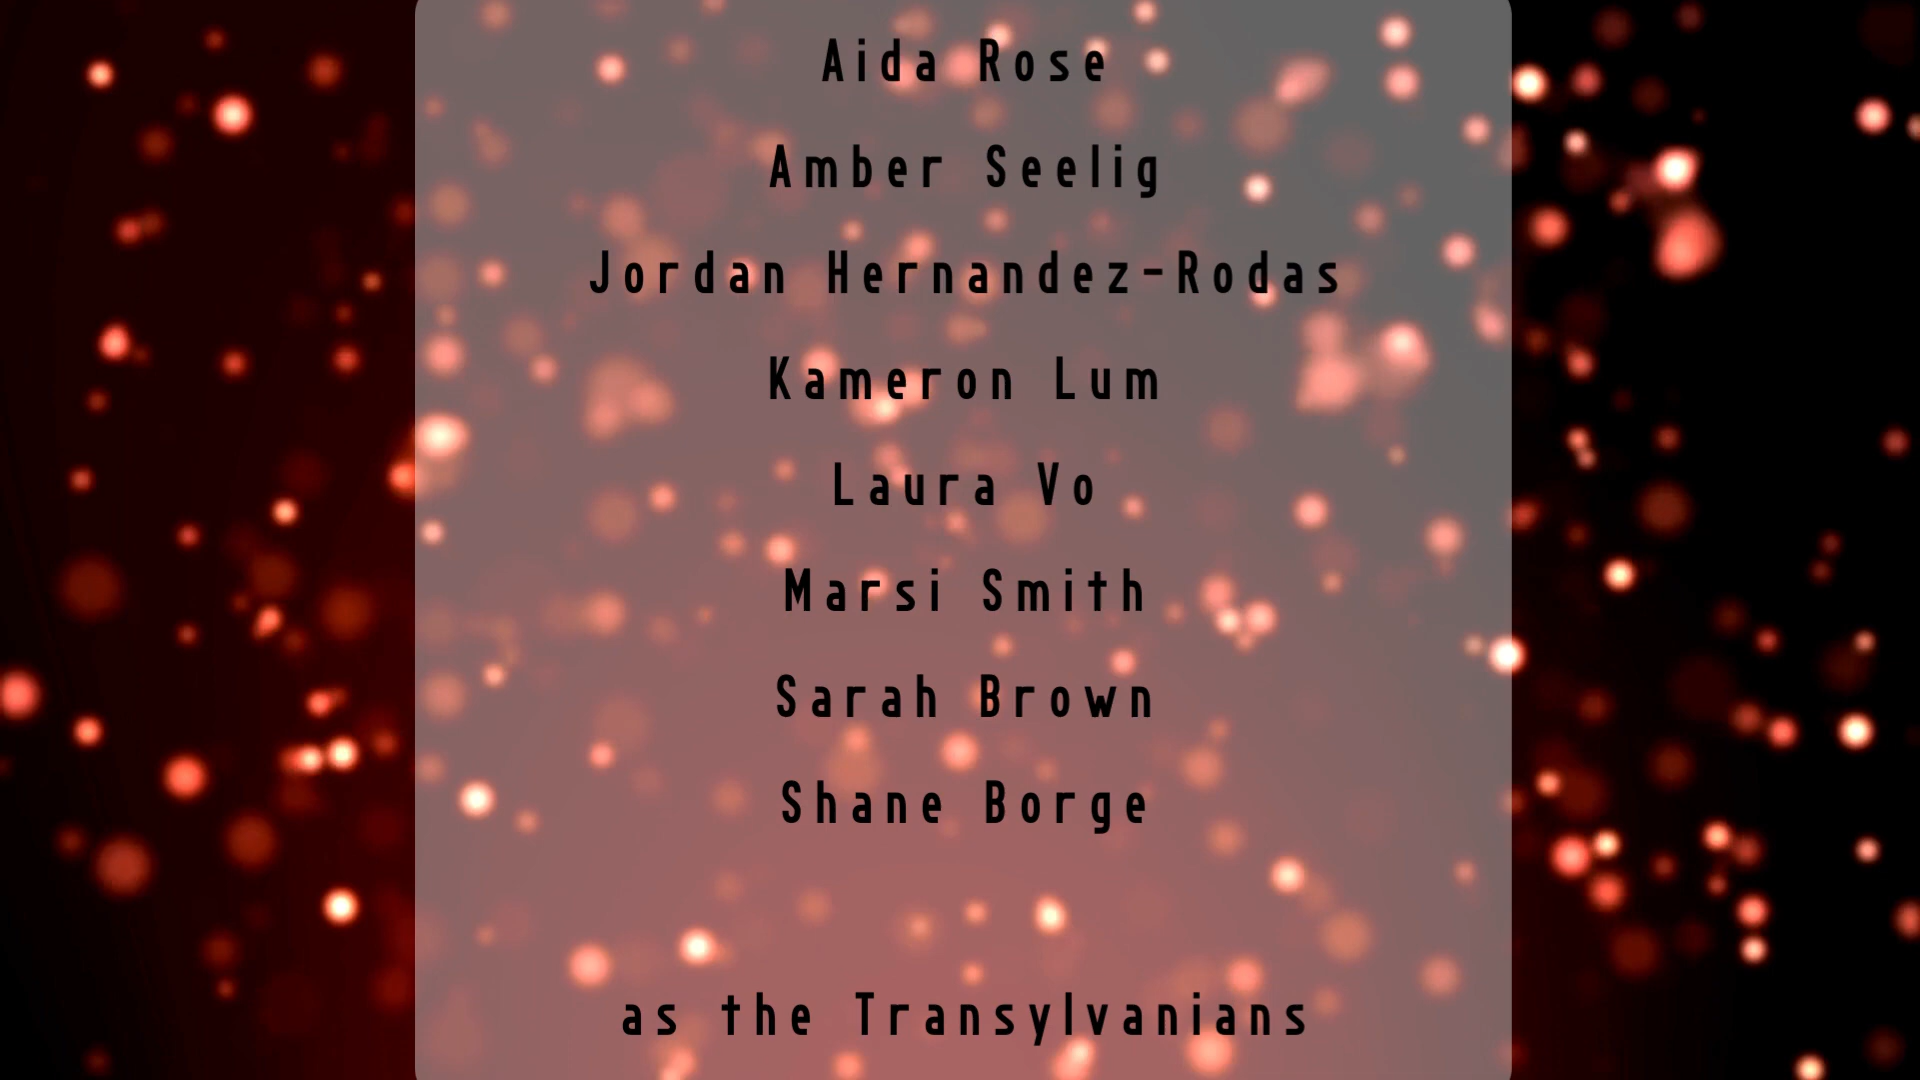 Aida Rose
Amber Seelig
Jordan Hernandez-Rodas
Kameron Lum
Laura Vo
Marsi Smith
Sarah Brown
Shane Borge
as the Transylvanians